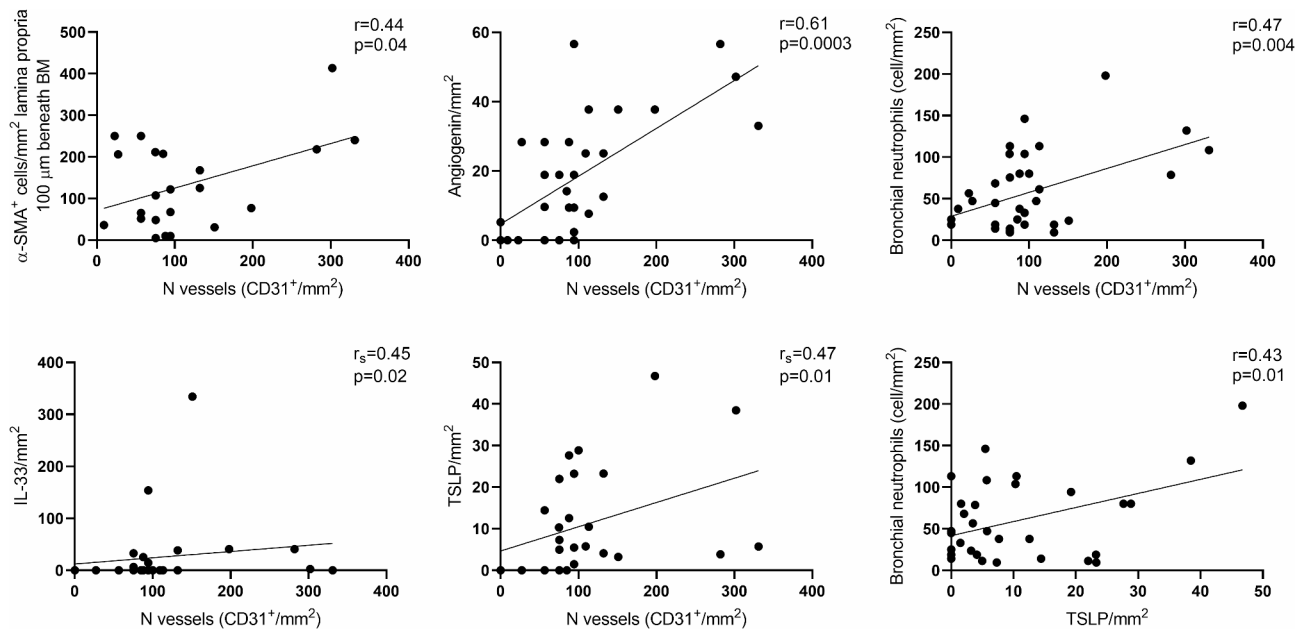 α-SMA⁺ cells/mm² lamina propria
100 μm beneath BM
r=0.44
p=0.04
500
400
300
200
100
0
0 100 200 300 400
N vessels (CD31⁺/mm²)
Angiogenin/mm²
r=0.61
p=0.0003
60
40
20
0
0 100 200 300 400
N vessels (CD31⁺/mm²)
Bronchial neutrophils (cell/mm²)
r=0.47
p=0.004
250
200
150
100
50
0
0 100 200 300 400
N vessels (CD31⁺/mm²)
IL-33/mm²
rₛ=0.45
p=0.02
400
300
200
100
0
0 100 200 300 400
N vessels (CD31⁺/mm²)
TSLP/mm²
rₛ=0.47
p=0.01
50
40
30
20
10
0
0 100 200 300 400
N vessels (CD31⁺/mm²)
Bronchial neutrophils (cell/mm²)
r=0.43
p=0.01
250
200
150
100
50
0
0 10 20 30 40 50
TSLP/mm²